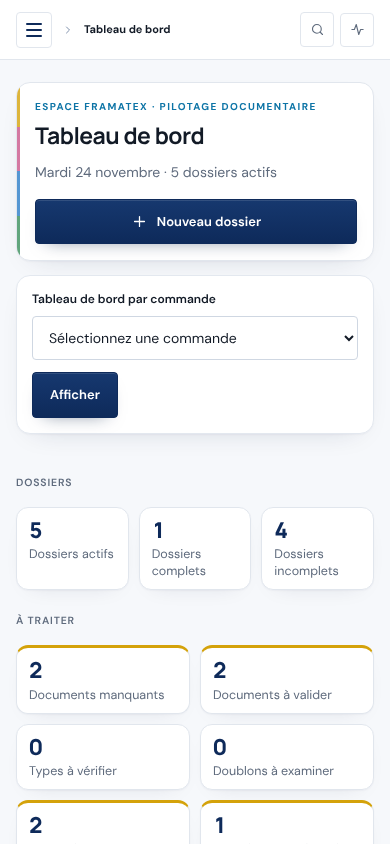 Tableau de bord
ESPACE FRAMATEX · PILOTAGE DOCUMENTAIRE
Tableau de bord
Mardi 24 novembre · 5 dossiers actifs
Nouveau dossier
Tableau de bord par commande
Sélectionnez une commande
Afficher
DOSSIERS
5
Dossiers actifs
1
Dossiers
complets
4
Dossiers
incomplets
À TRAITER
2
Documents manquants
2
Documents à valider
0
Types à vérifier
0
Doublons à examiner
2
1